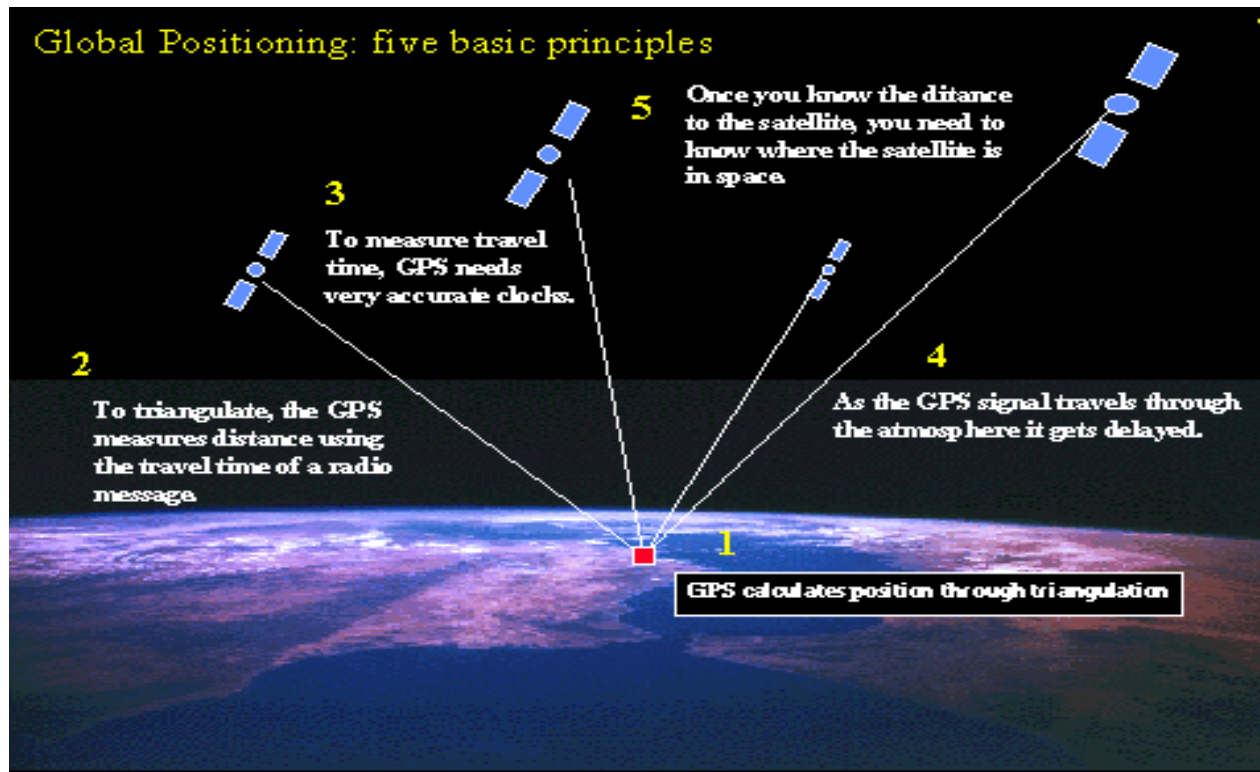 Global Positioning: five basic principles
1
GPS calculates position through triangulation
2
To triangulate, the GPS
measures distance using
the travel time of a radio
message.
3
To measure travel
time, GPS needs
very accurate clocks.
4
As the GPS signal travels through
the atmosphere it gets delayed.
5
Once you know the ditance
to the satellite, you need to
know where the satellite is
in space.